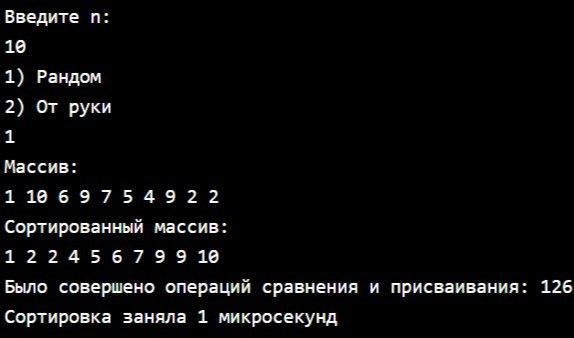 Введите n:
10
1) Рандом
2) От руки
1
Массив:
1 10 6 9 7 5 4 9 2 2
Сортированный массив:
1 2 2 4 5 6 7 9 9 10
Было совершено операций сравнения и присваивания: 126
Сортировка заняла 1 микросекунд